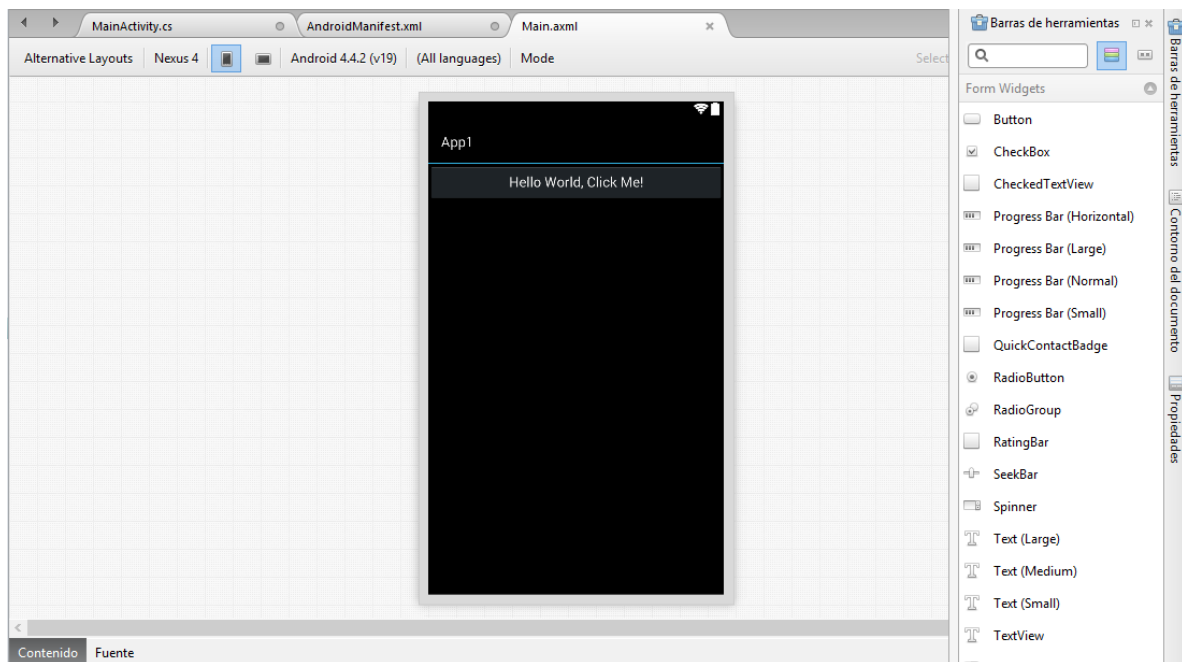 MainActivity.cs
AndroidManifest.xml
Main.axml
Alternative Layouts Nexus 4 Android 4.4.2 (v19) (All languages) Mode Select
App1
Hello World, Click Me!
Contenido Fuente
Barras de herramientas
Form Widgets
Button
CheckBox
CheckedTextView
Progress Bar (Horizontal)
Progress Bar (Large)
Progress Bar (Normal)
Progress Bar (Small)
QuickContactBadge
RadioButton
RadioGroup
RatingBar
SeekBar
Spinner
Text (Large)
Text (Medium)
Text (Small)
TextView
Barras de herramientas
Contorno del documento
Propiedades